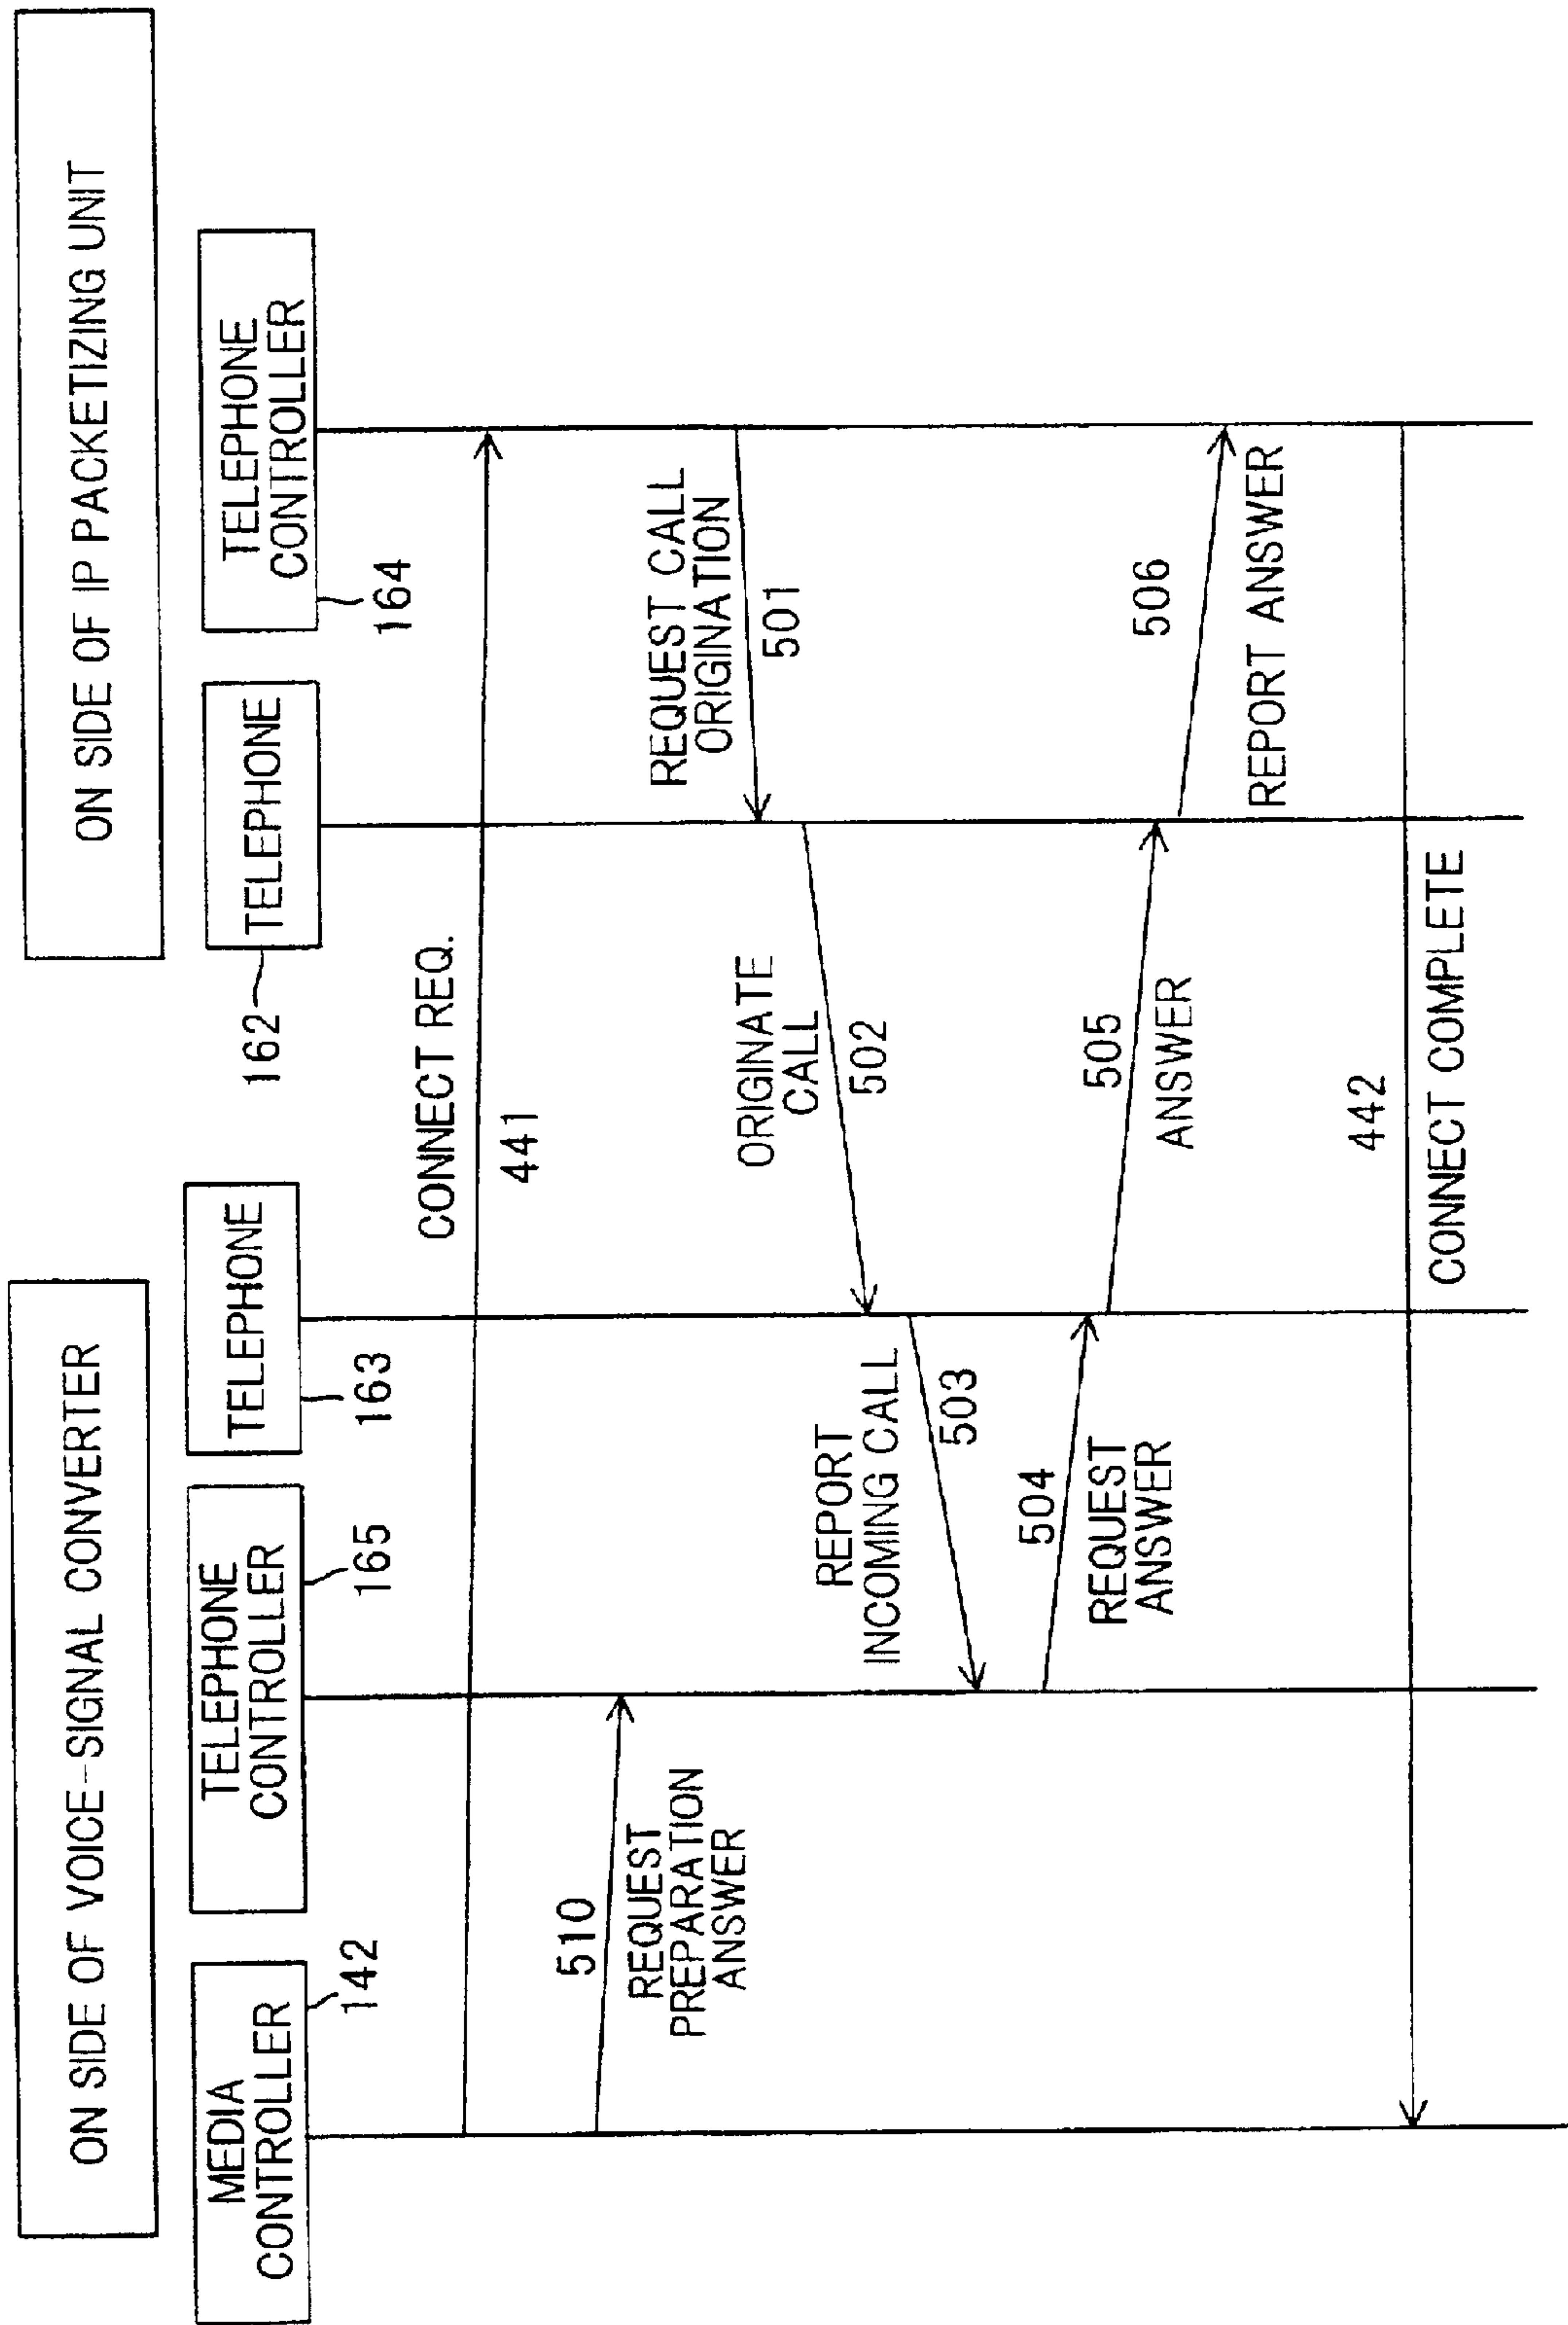 ON SIDE OF VOICE-SIGNAL CONVERTER
ON SIDE OF IP PACKETIZING UNIT
MEDIA
CONTROLLER
142
TELEPHONE
CONTROLLER
165
TELEPHONE
163
TELEPHONE
162
TELEPHONE
CONTROLLER
164
CONNECT REQ.
441
510
REQUEST
PREPARATION
ANSWER
REQUEST CALL
ORIGINATION
501
ORIGINATE
CALL
502
REPORT
INCOMING CALL
503
504
REQUEST
ANSWER
505
ANSWER
506
REPORT ANSWER
442
CONNECT COMPLETE